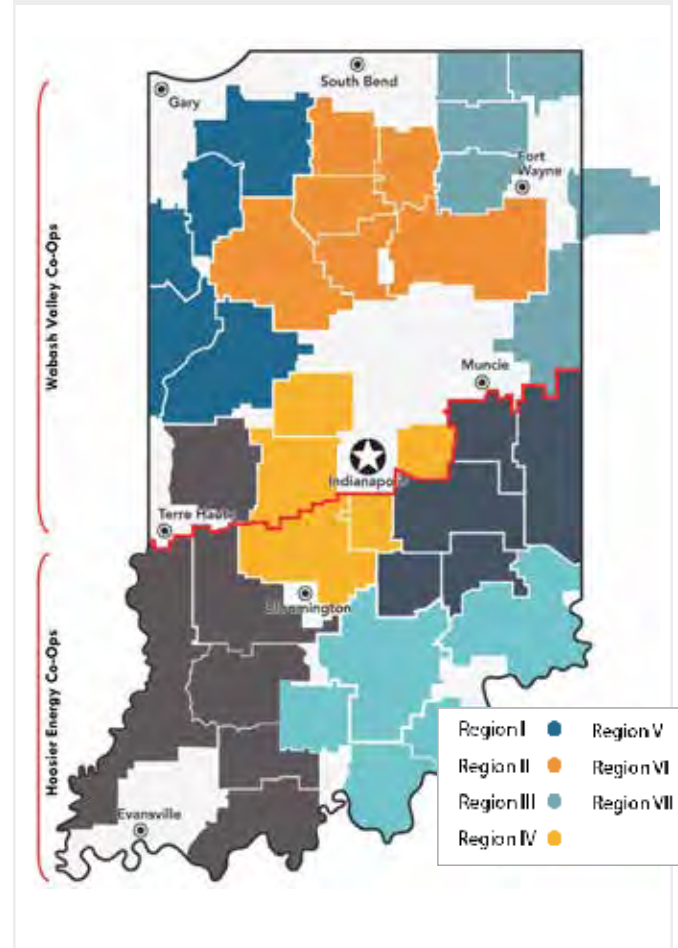 South Bend
Gary
Fort
Wayne
Wabash Valley Co-Ops
Muncie
Indianapo
Terre Haute
Bloomington
Hoosier Energy Co-Ops
Evansville
Region I
Region V
Region II
Region VI
Region III
Region VII
Region IV